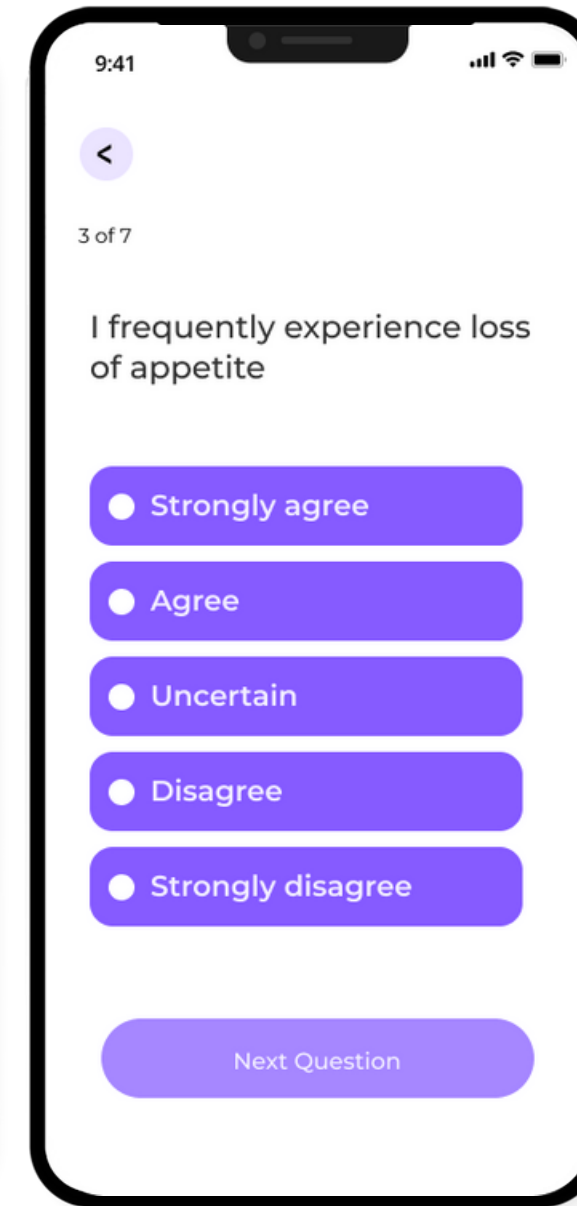 9:41
<
3 of 7
I frequently experience loss
of appetite
Strongly agree
Agree
Uncertain
Disagree
Strongly disagree
Next Question